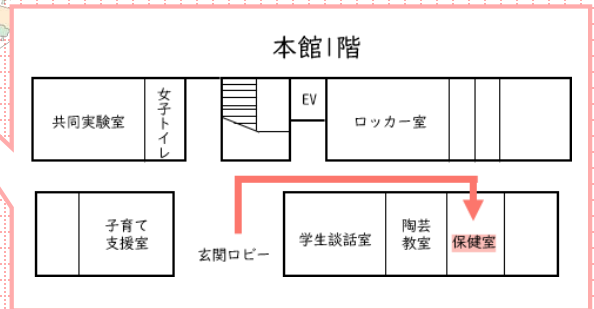 本館1階
共同実験室
女子トイレ
EV
ロッカー室
子育て
支援室
玄関ロビー
学生談話室
陶芸
教室
保健室